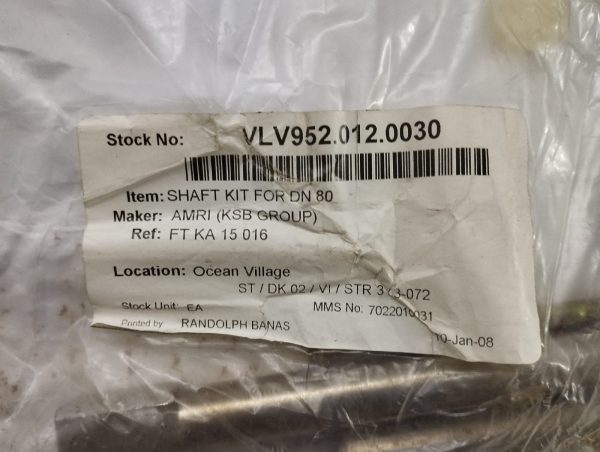 Stock No: VLV952.012.0030
Item: SHAFT KIT FOR DN 80
Maker: AMRI (KSB GROUP)
Ref: FT KA 15 016
Location: Ocean Village
ST / DK 02 / VI / STR
Stock Unit: EA MMS No:
Printed by RANDOLPH BANAS 10-Jan-08